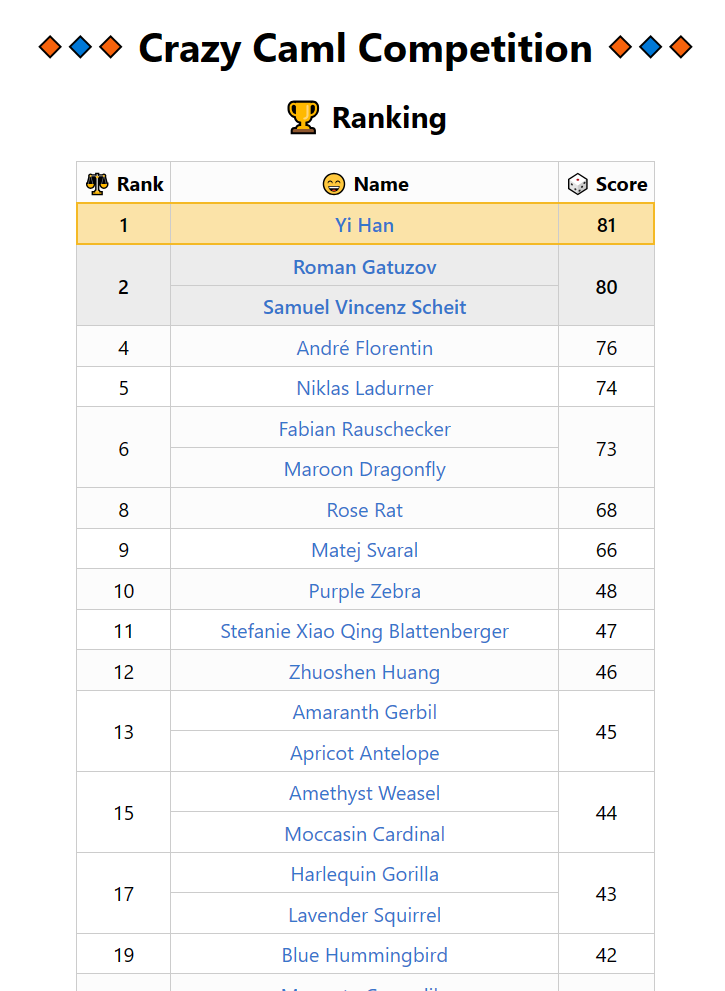 Crazy Caml Competition
Ranking
Rank Name Score
1 Yi Han 81
Roman Gatuzov
2 80
Samuel Vincenz Scheit
4 André Florentin 76
5 Niklas Ladurner 74
Fabian Rauschecker
6 73
Maroon Dragonfly
8 Rose Rat 68
9 Matej Svaral 66
10 Purple Zebra 48
11 Stefanie Xiao Qing Blattenberger 47
12 Zhuoshen Huang 46
Amaranth Gerbil
13 45
Apricot Antelope
Amethyst Weasel
15 44
Moccasin Cardinal
Harlequin Gorilla
17 43
Lavender Squirrel
19 Blue Hummingbird 42